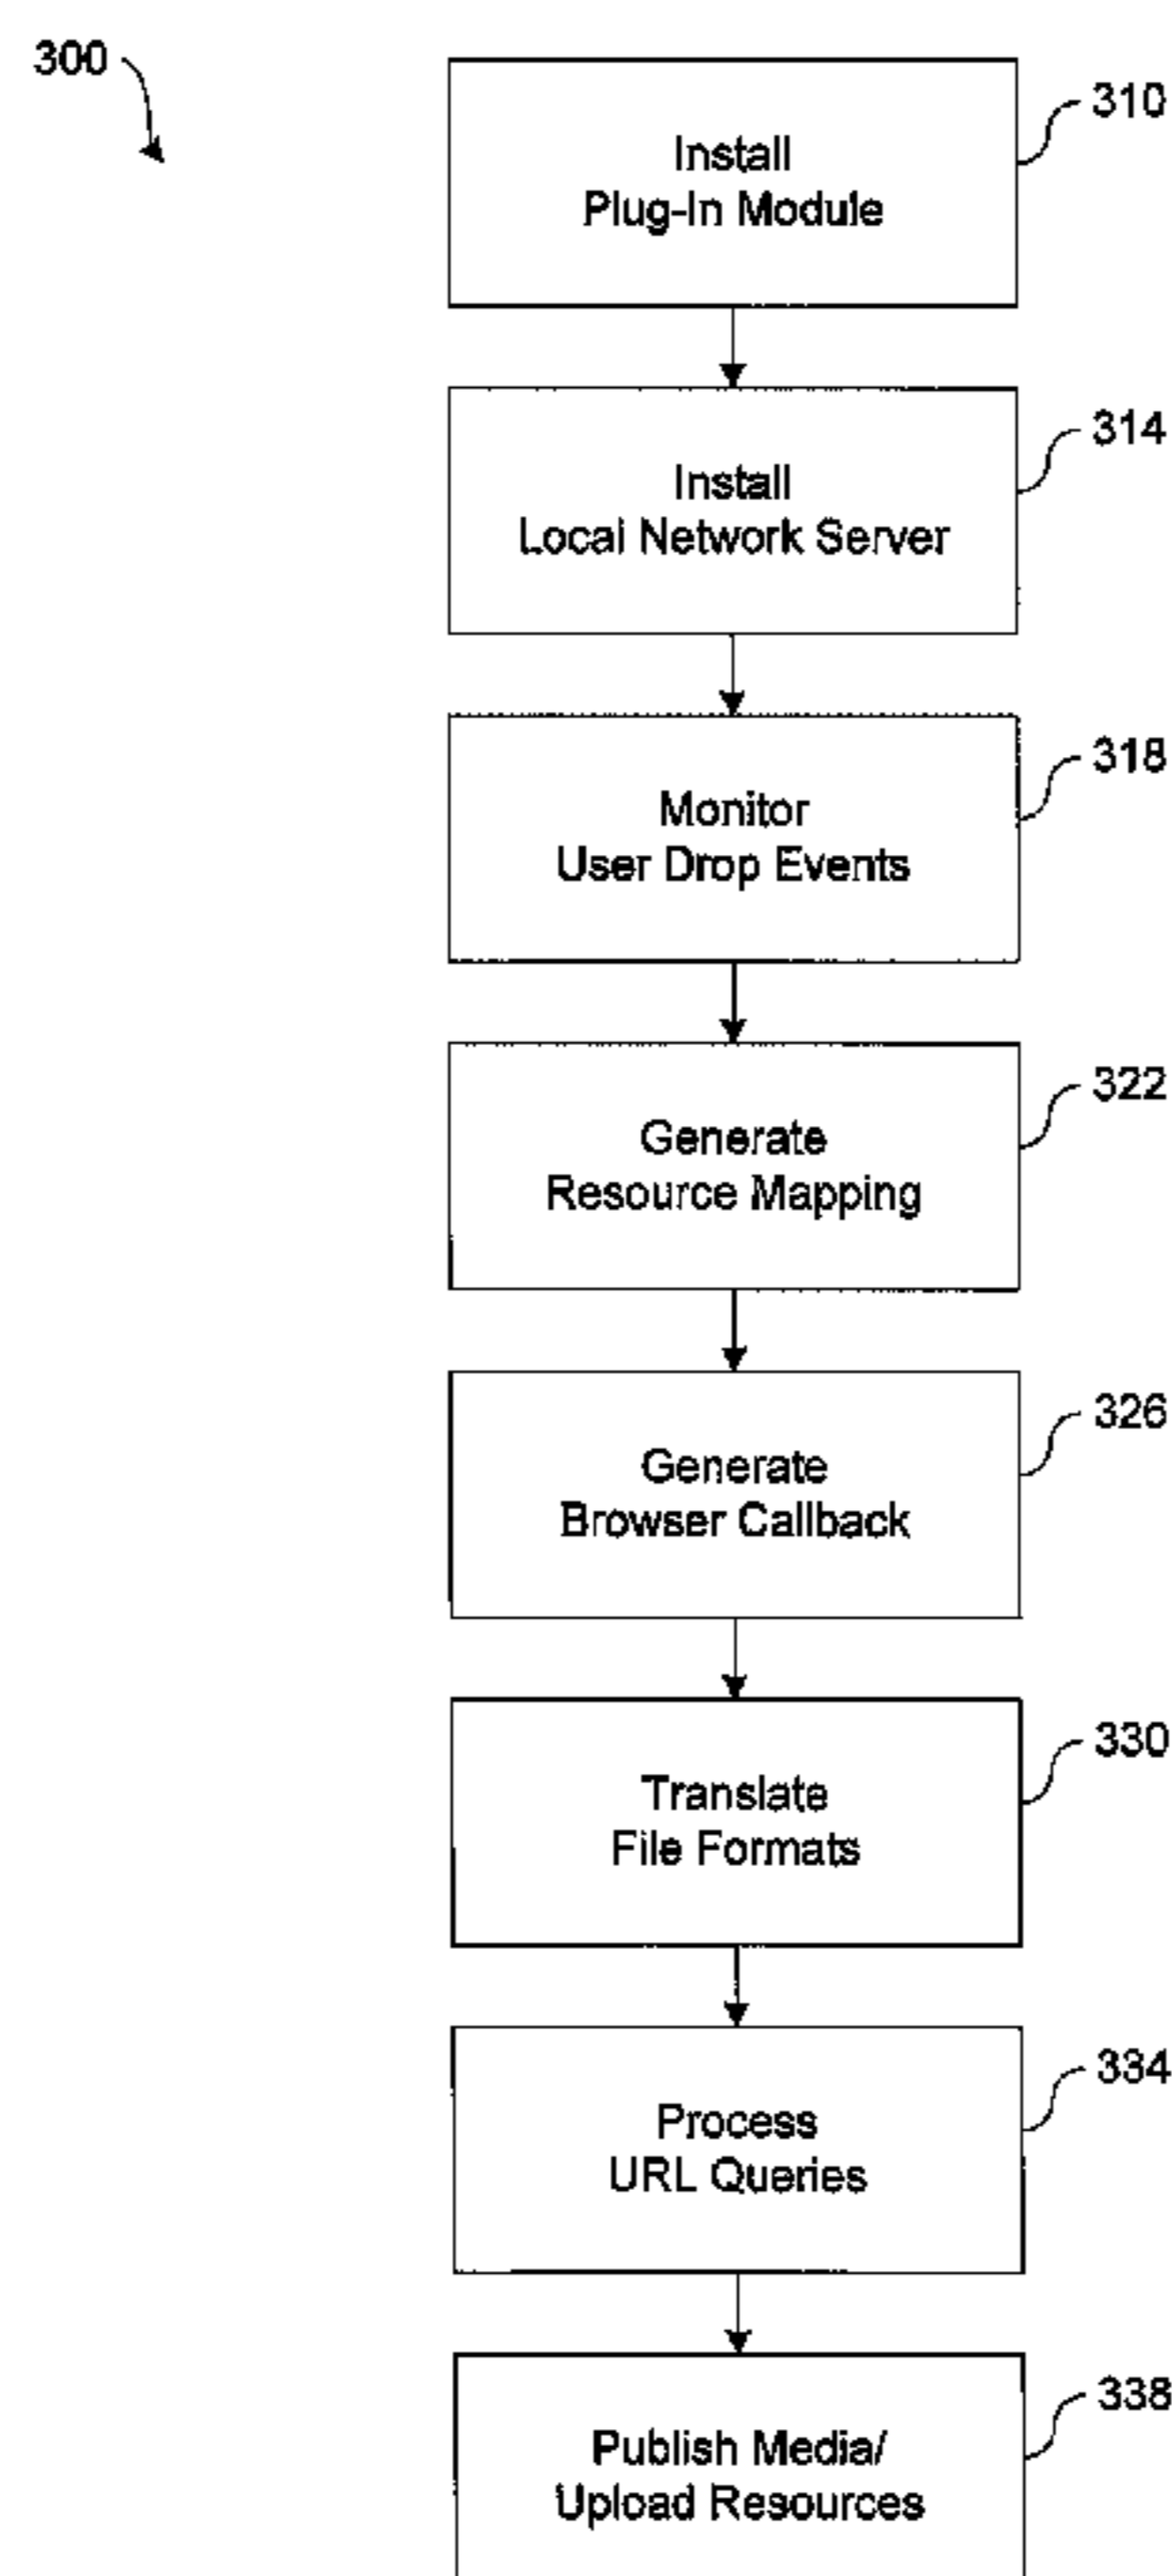 300
310
Install
Plug-In Module
314
Install
Local Network Server
318
Monitor
User Drop Events
322
Generate
Resource Mapping
326
Generate
Browser Callback
330
Translate
File Formats
334
Process
URL Queries
338
Publish Media/
Upload Resources